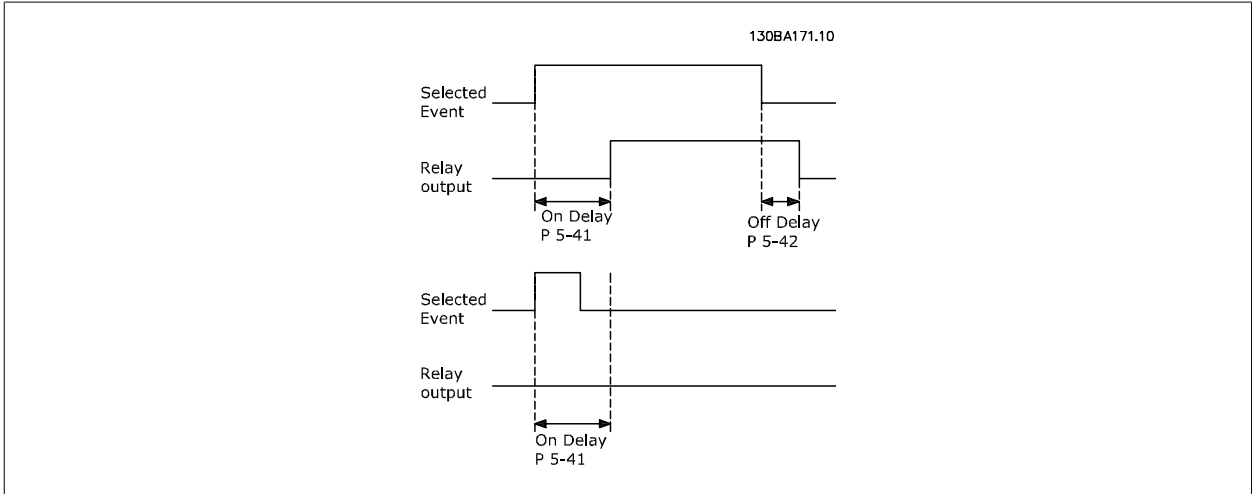 130BA171.10
Selected
Event
Relay
output
On Delay
P 5-41
Off Delay
P 5-42
Selected
Event
Relay
output
On Delay
P 5-41